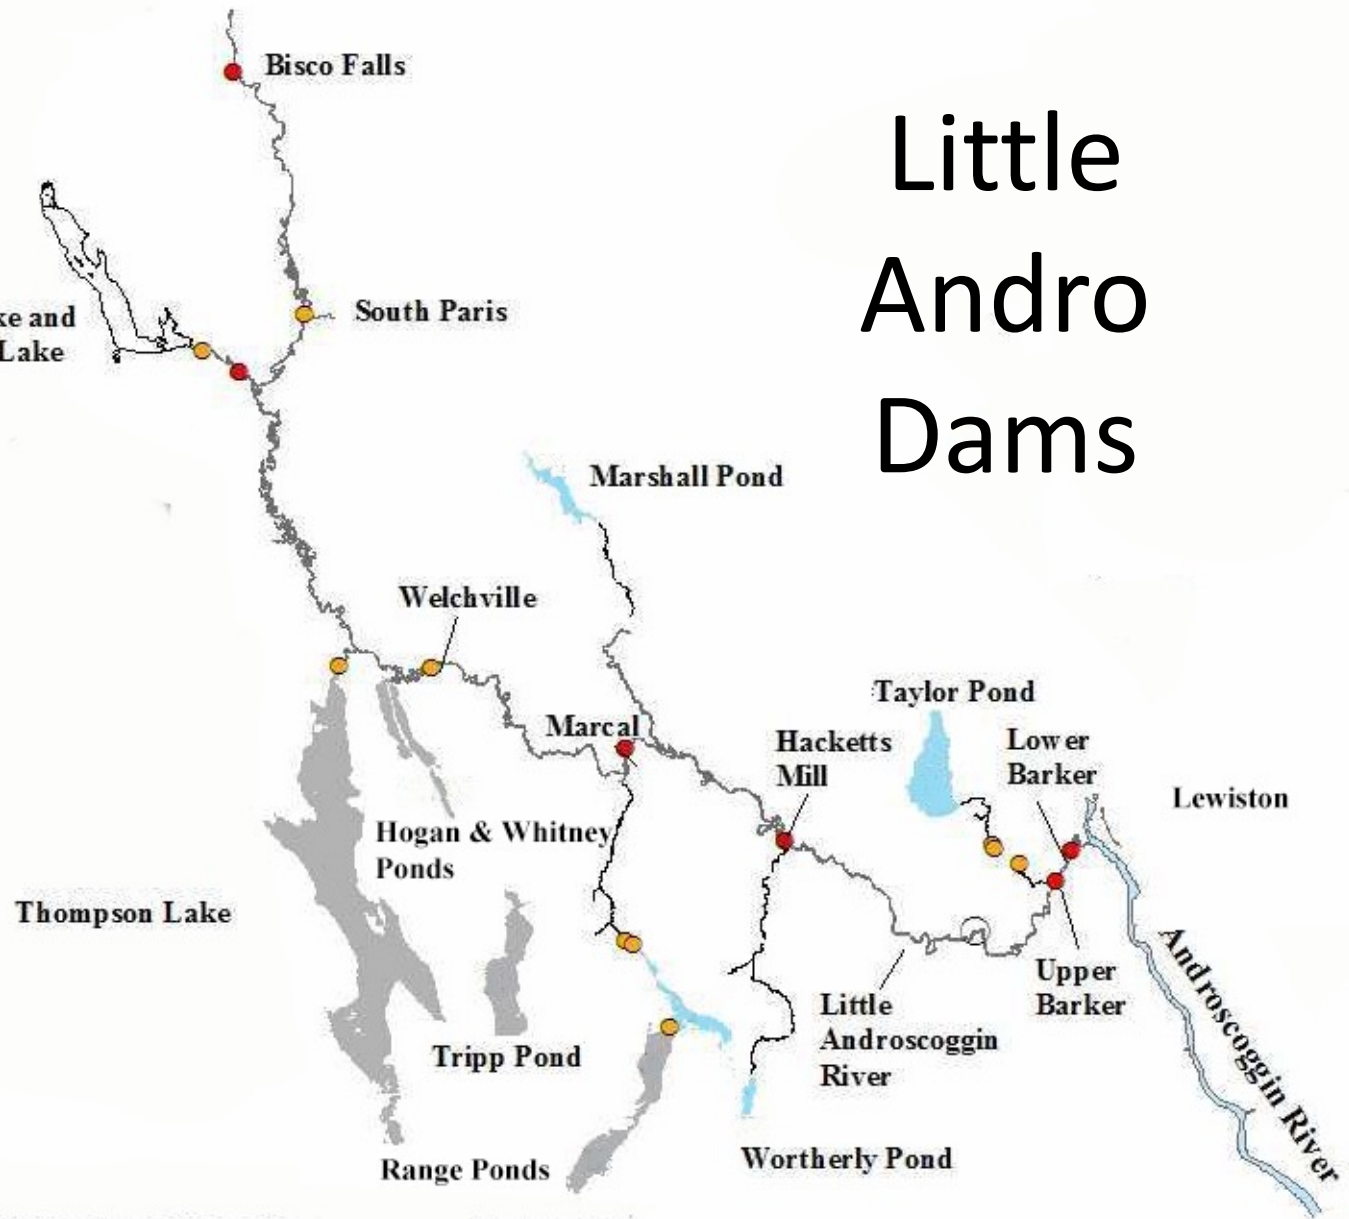 Bisco Falls
Little
Andro
Dams
South Paris
ke and
Lake
Marshall Pond
Welchville
Taylor Pond
Marcal
Hacketts
Mill
Lower
Barker
Lewiston
Hogan & Whitney
Ponds
Thompson Lake
Androscoggin River
Upper
Barker
Little
Androscoggin
River
Tripp Pond
Range Ponds
Wortherly Pond